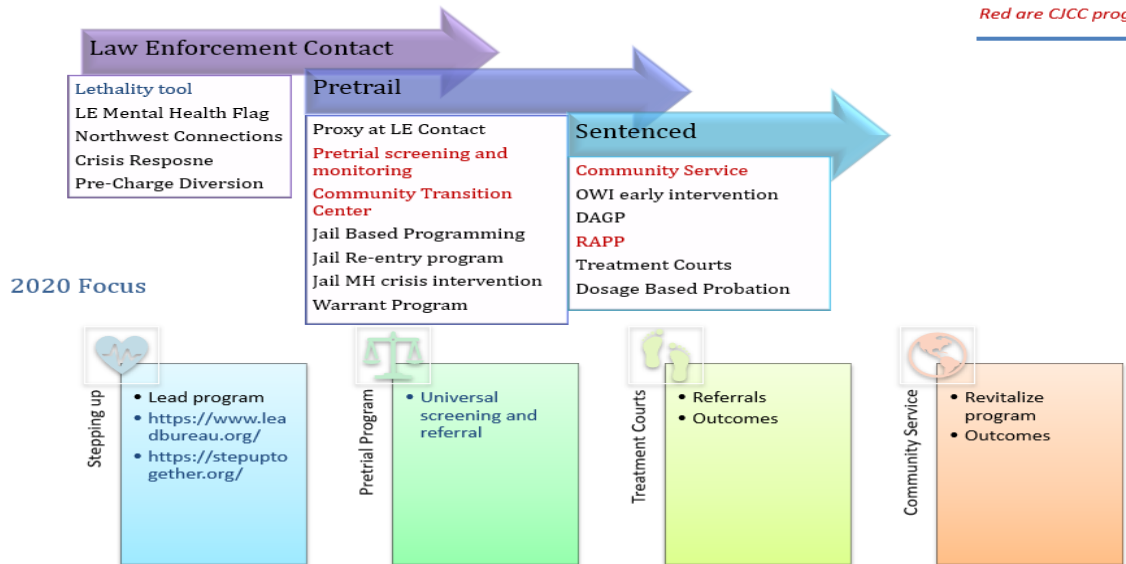 Red are CJCC prog
Law Enforcement Contact
Lethality tool
LE Mental Health Flag
Northwest Connections
Crisis Resposne
Pre-Charge Diversion
Pretrail
Proxy at LE Contact
Pretrial screening and
monitoring
Community Transition
Center
Jail Based Programming
Jail Re-entry program
Jail MH crisis intervention
Warrant Program
Sentenced
Community Service
OWI early intervention
DAGP
RAPP
Treatment Courts
Dosage Based Probation
2020 Focus
Stepping up
• Lead program
• https://www.lea
dbureau.org/
• https://stepupto
gether.org/
Pretrial Program
• Universal
screening and
referral
Treatment Courts
• Referrals
• Outcomes
Community Service
• Revitalize
program
• Outcomes